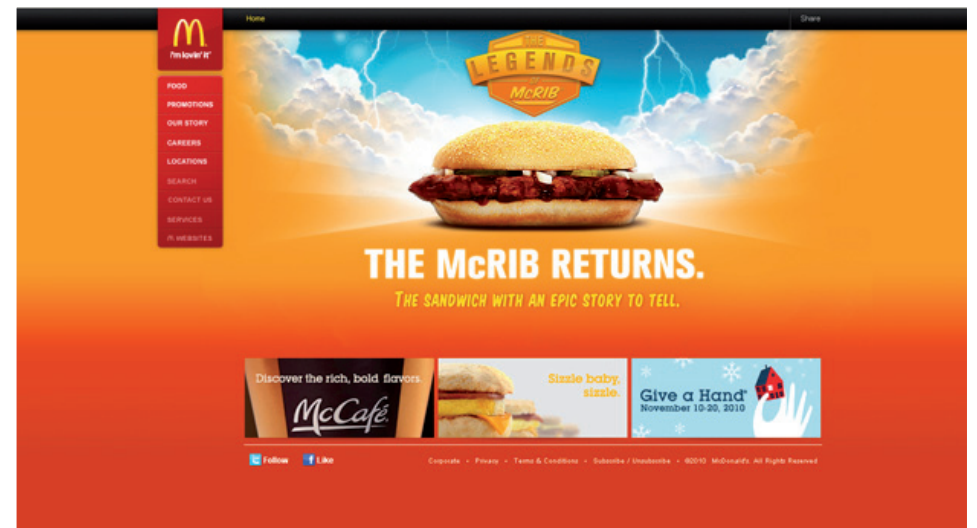 Home
Share
M
i'm lovin' it®
FOOD
PROMOTIONS
OUR STORY
CAREERS
LOCATIONS
SEARCH
CONTACT US
SERVICES
M WEBSITES
THE
LEGENDS
OF
McRIB
THE McRIB RETURNS.
THE SANDWICH WITH AN EPIC STORY TO TELL.
Discover the rich, bold flavors
McCafé
Sizzle baby,
sizzle.
Give a Hand
November 10-20, 2010
Follow
f Like
Corporate • Privacy • Terms & Conditions • Subscribe / Unsubscribe • ©2010 McDonald's. All Rights Reserved